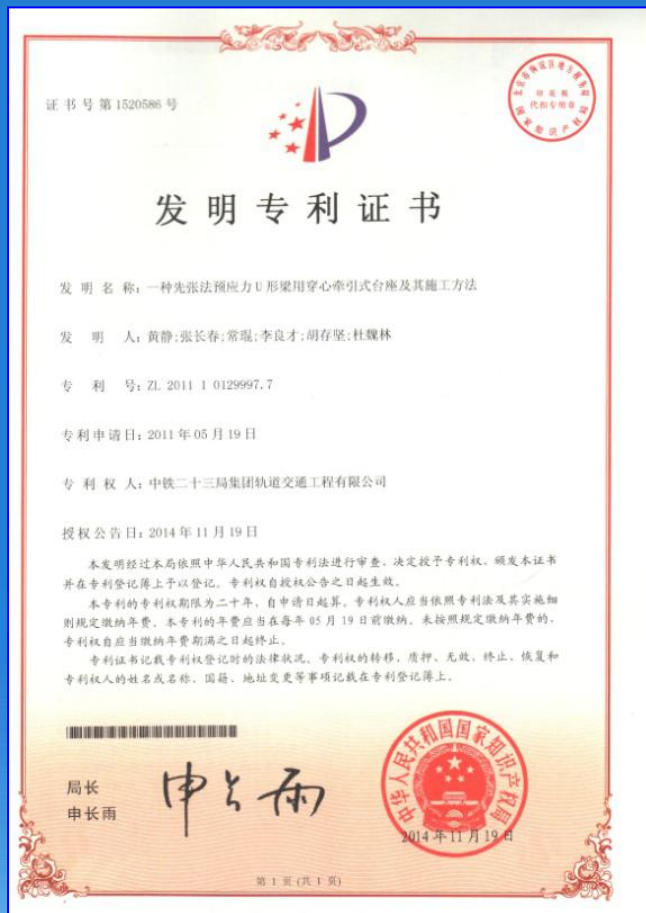 证书号第1520586号
印花税
代扣专用章
国家知识产权局
发明专利证书
发明名称：一种先张法预应力U形梁用穿心牵引式台座及其施工方法
发明人：黄静;张长春;常琨;李良才;胡存坚;杜魏林
专利号：ZL 2011 1 0129997.7
专利申请日：2011年05月19日
专利权人：中铁二十三局集团轨道交通工程有限公司
授权公告日：2014年11月19日
本发明经过本局依照中华人民共和国专利法进行审查，决定授予专利权，颁发本证书
并在专利登记簿上予以登记。专利权自授权公告之日起生效。
本专利的专利权期限为二十年，自申请日起算。专利权人应当依照专利法及其实施细
则规定缴纳年费。本专利的年费应当在每年05月19日前缴纳。未按照规定缴纳年费的，
专利权自应当缴纳年费期满之日起终止。
专利证书记载专利权登记时的法律状况。专利权的转移、质押、无效、终止、恢复和
专利权人的姓名或名称、国籍、地址变更等事项记载在专利登记簿上。
局长
申长雨
申长雨
中华人民共和国国家知识产权局
2014年11月19日
第1页(共1页)